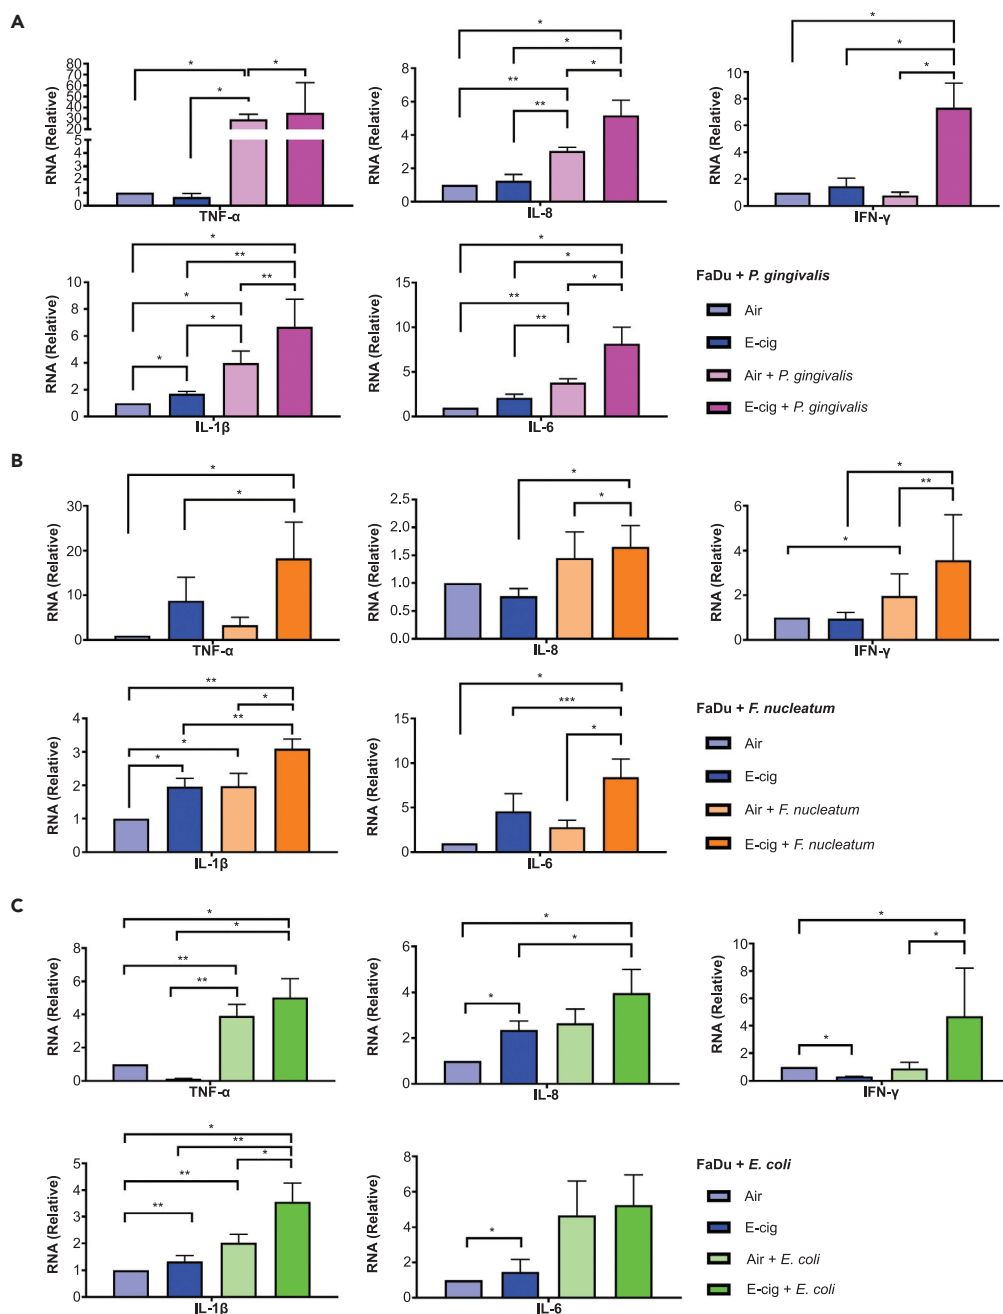 A
RNA (Relative)
80
70
60
50
40
30
20
5
4
3
2
1
0
* * *
TNF-α
RNA (Relative)
8
6
4
2
0
* * ** * **
IL-8
RNA (Relative)
10
8
6
4
2
0
* * *
IFN-γ
RNA (Relative)
10
8
6
4
2
0
* ** * ** * *
IL-1β
RNA (Relative)
15
10
5
0
* * * ** **
IL-6
FaDu + P. gingivalis
Air
E-cig
Air + P. gingivalis
E-cig + P. gingivalis
B
RNA (Relative)
30
20
10
0
* *
TNF-α
RNA (Relative)
2.5
2.0
1.5
1.0
0.5
0.0
* *
IL-8
RNA (Relative)
6
4
2
0
* ** *
IFN-γ
RNA (Relative)
4
3
2
1
0
** * ** * *
IL-1β
RNA (Relative)
15
10
5
0
* *** *
IL-6
FaDu + F. nucleatum
Air
E-cig
Air + F. nucleatum
E-cig + F. nucleatum
C
RNA (Relative)
8
6
4
2
0
* * ** **
TNF-α
RNA (Relative)
6
4
2
0
* * *
IL-8
RNA (Relative)
10
8
6
4
2
0
* * *
IFN-γ
RNA (Relative)
5
4
3
2
1
0
* ** * ** **
IL-1β
RNA (Relative)
8
6
4
2
0
*
IL-6
FaDu + E. coli
Air
E-cig
Air + E. coli
E-cig + E. coli